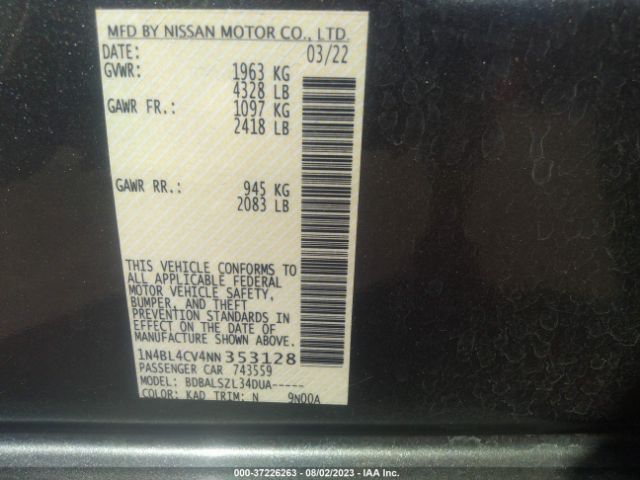 MFD BY NISSAN MOTOR CO., LTD.
DATE: 03/22
GVWR: 1963 KG
4328 LB
GAWR FR.: 1097 KG
2418 LB
GAWR RR.: 945 KG
2083 LB
THIS VEHICLE CONFORMS TO
ALL APPLICABLE FEDERAL
MOTOR VEHICLE SAFETY,
BUMPER, AND THEFT
PREVENTION STANDARDS IN
EFFECT ON THE DATE OF
MANUFACTURE SHOWN ABOVE.
1N4BL4CV4NN 353128
PASSENGER CAR 743559
MODEL: BDBALSZL34DUA-----
COLOR: KAD TRIM: N 9N00A
000-37226263 - 08/02/2023 - IAA Inc.